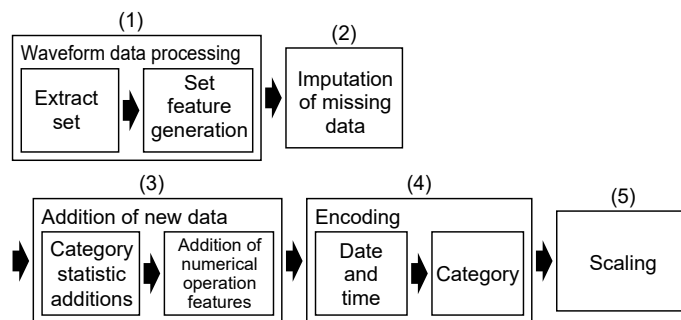 (1)
Waveform data processing
Extract
set
Set
feature
generation
(2)
Imputation
of missing
data
(3)
Addition of new data
Category
statistic
additions
Addition of
numerical
operation
features
(4)
Encoding
Date
and
time
Category
(5)
Scaling